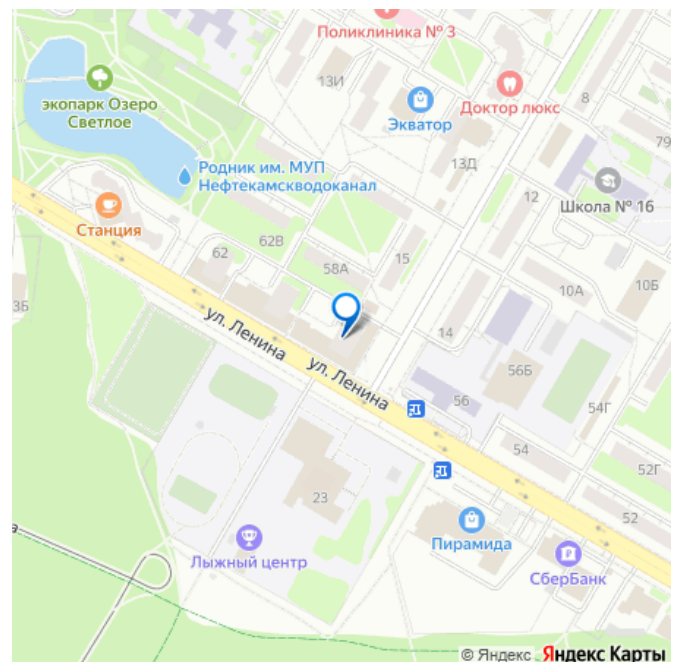 Поликлиника № 3
13И
экопарк Озеро
Светлое
Экватор
Доктор люкс
8
79
Родник им. МУП
Нефтекамскводоканал
13Д
Школа № 16
12
Станция
62
62В
58А
15
10А
10Б
3Б
ул. Ленина
14
ул. Ленина
56Б
56
54Г
54
52Г
23
52
Пирамида
Лыжный центр
СберБанк
© Яндекс Яндекс Карты